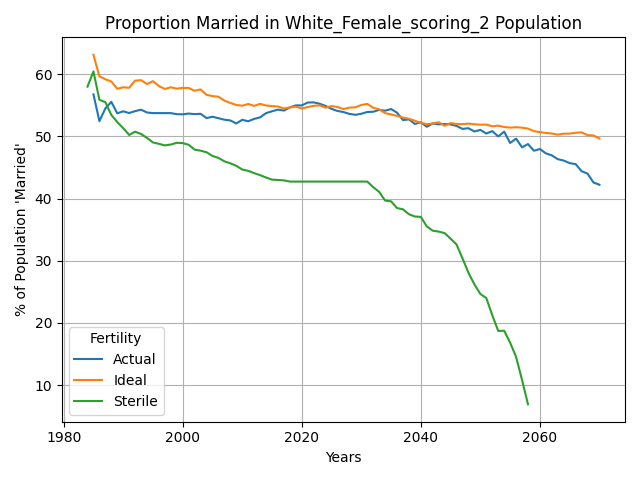 Proportion Married in White_Female_scoring_2 Population
% of Population 'Married'
60
50
40
30
20
10
Fertility
Actual
Ideal
Sterile
1980 2000 2020 2040 2060
Years